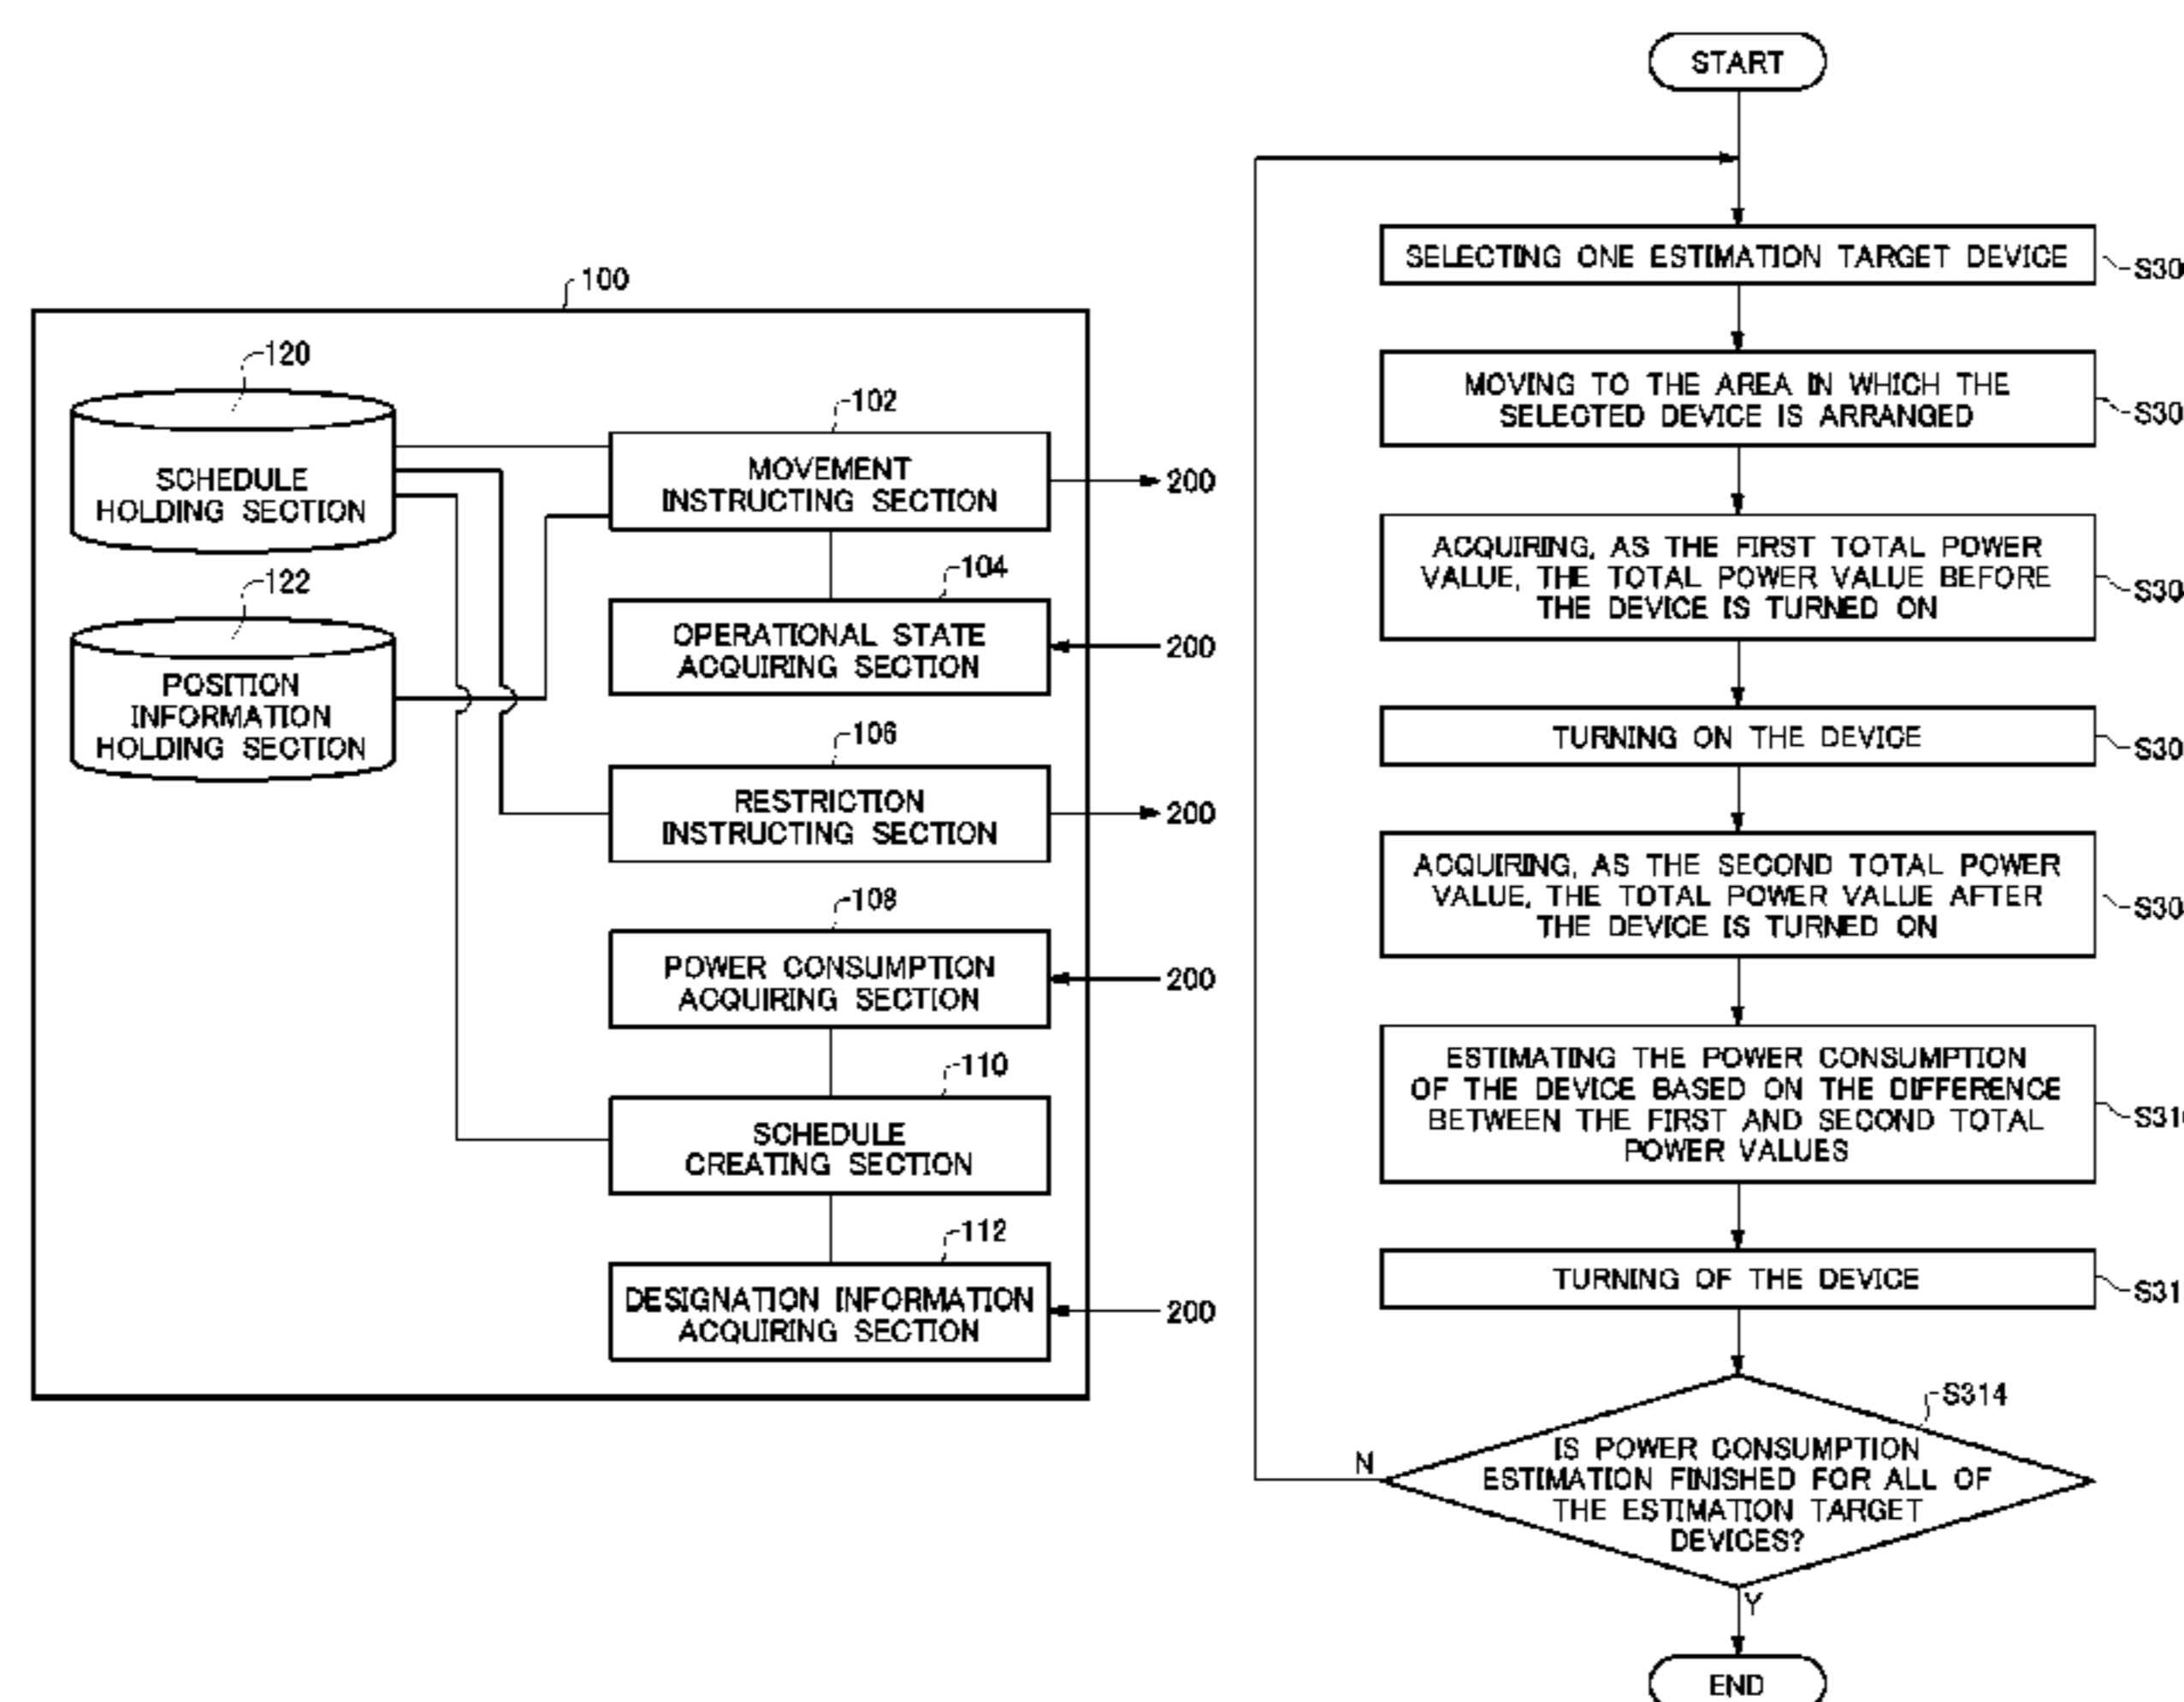 100
120
SCHEDULE
HOLDING SECTION
122
POSITION
INFORMATION
HOLDING SECTION
102
MOVEMENT
INSTRUCTING SECTION
200
104
OPERATIONAL STATE
ACQUIRING SECTION
200
106
RESTRICTION
INSTRUCTING SECTION
200
108
POWER CONSUMPTION
ACQUIRING SECTION
200
110
SCHEDULE
CREATING SECTION
112
DESIGNATION INFORMATION
ACQUIRING SECTION
200
START
SELECTING ONE ESTIMATION TARGET DEVICE
MOVING TO THE AREA IN WHICH THE
SELECTED DEVICE IS ARRANGED
ACQUIRING, AS THE FIRST TOTAL POWER
VALUE, THE TOTAL POWER VALUE BEFORE
THE DEVICE IS TURNED ON
TURNING ON THE DEVICE
ACQUIRING, AS THE SECOND TOTAL POWER
VALUE, THE TOTAL POWER VALUE AFTER
THE DEVICE IS TURNED ON
ESTIMATING THE POWER CONSUMPTION
OF THE DEVICE BASED ON THE DIFFERENCE
BETWEEN THE FIRST AND SECOND TOTAL
POWER VALUES
TURNING OF THE DEVICE
S314
IS POWER CONSUMPTION
ESTIMATION FINISHED FOR ALL OF
THE ESTIMATION TARGET
DEVICES?
N
Y
END